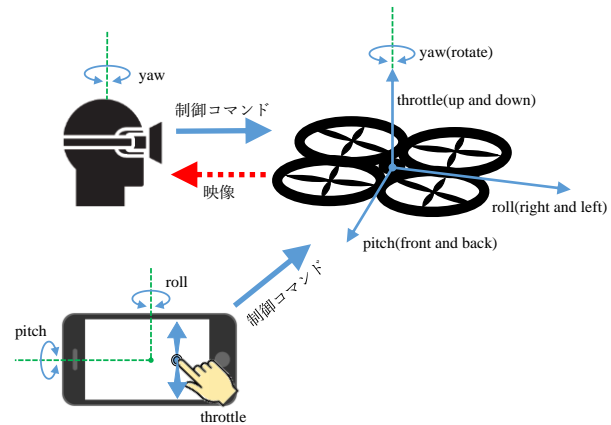 yaw
制御コマンド
映像
yaw(rotate)
throttle(up and down)
roll(right and left)
pitch(front and back)
制御コマンド
roll
pitch
throttle